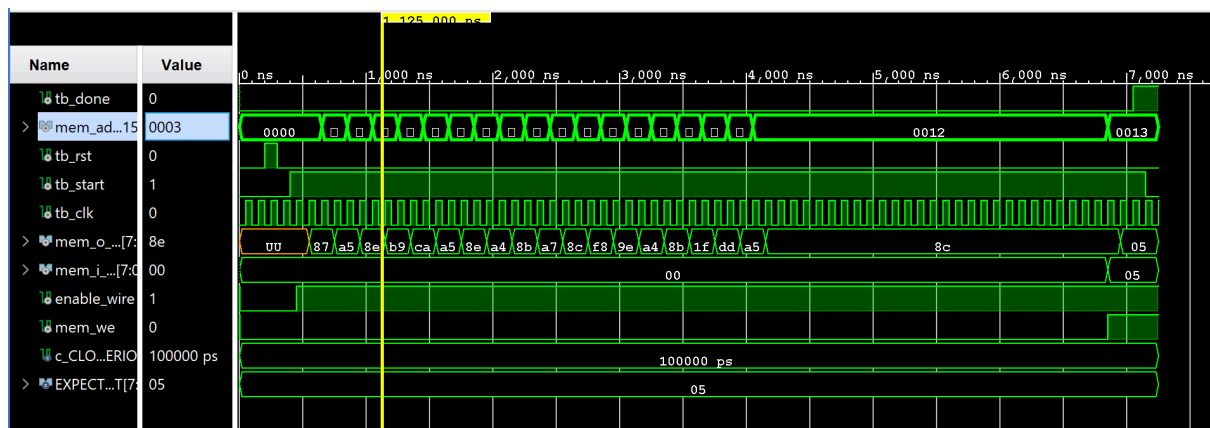 1,125.000 ns
Name Value
0 ns 1,000 ns 2,000 ns 3,000 ns 4,000 ns 5,000 ns 6,000 ns 7,000 ns
tb_done 0
mem_ad...15 0003 0000 0012 0013
tb_rst 0
tb_start 1
tb_clk 0
mem_o_...[7: 8e UU 87 a5 8e b9 ca a5 8e a4 8b a7 8c f8 9e a4 8b 1f dd a5 8c 05
mem_i_...[7:0 00 00 05
enable_wire 1
mem_we 0
c_CLO...ERIO 100000 ps 100000 ps
EXPECT...T[7: 05 05